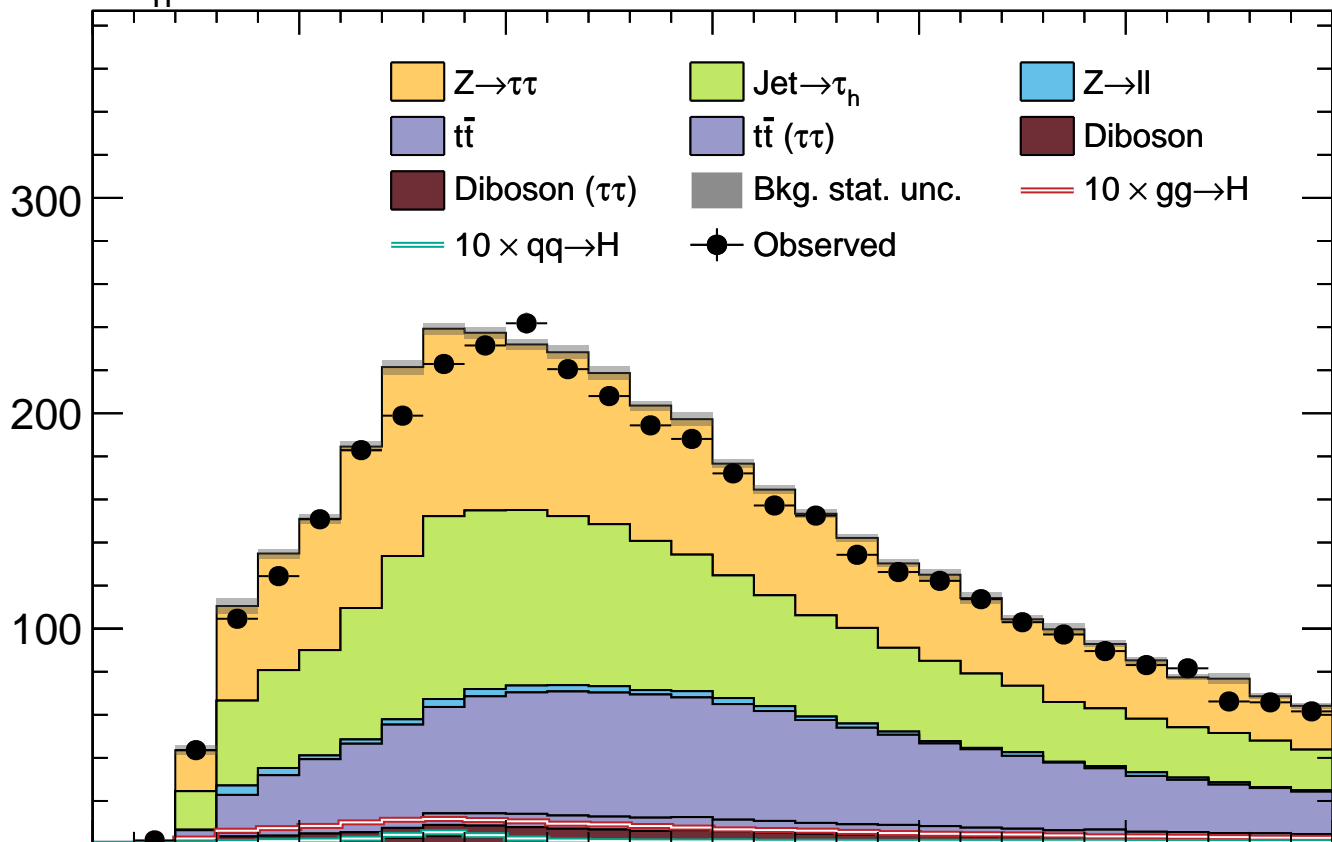 Z→ττ Jet→τₕ Z→ll
tt̄ tt̄ (ττ) Diboson
Diboson (ττ) Bkg. stat. unc. 10 × gg→H
10 × qq→H Observed
300
200
100